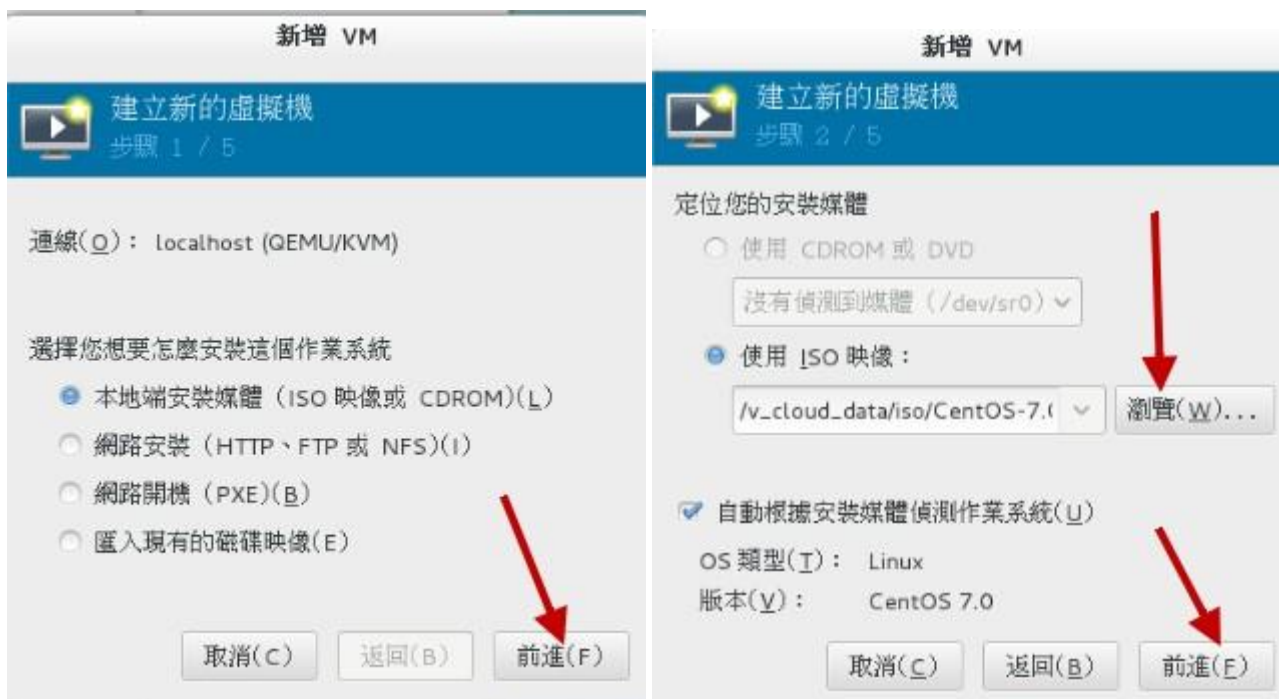 新增 VM
建立新的虛擬機
步驟 1 / 5
連線(O)： localhost (QEMU/KVM)
選擇您想要怎麼安裝這個作業系統
本地端安裝媒體（ISO 映像或 CDROM）(L)
網路安裝（HTTP、FTP 或 NFS）(I)
網路開機（PXE）(B)
匯入現有的磁碟映像(E)
取消(C)
返回(B)
前進(F)
新增 VM
建立新的虛擬機
步驟 2 / 5
定位您的安裝媒體
使用 CDROM 或 DVD
沒有偵測到媒體（/dev/sr0）
使用 ISO 映像：
/v_cloud_data/iso/CentOS-7.(
瀏覽(W)...
自動根據安裝媒體偵測作業系統(U)
OS 類型(T)： Linux
版本(V)： CentOS 7.0
取消(C)
返回(B)
前進(F)